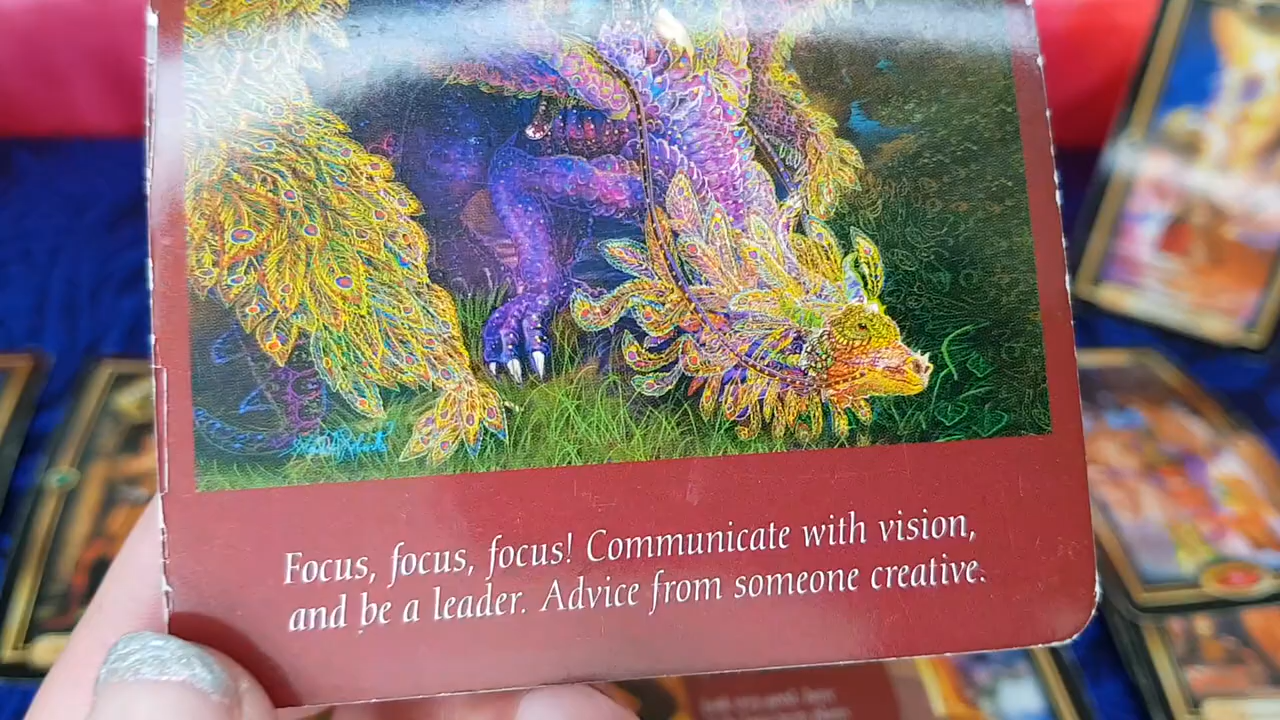 Focus, focus, focus! Communicate with vision,
and be a leader. Advice from someone creative.